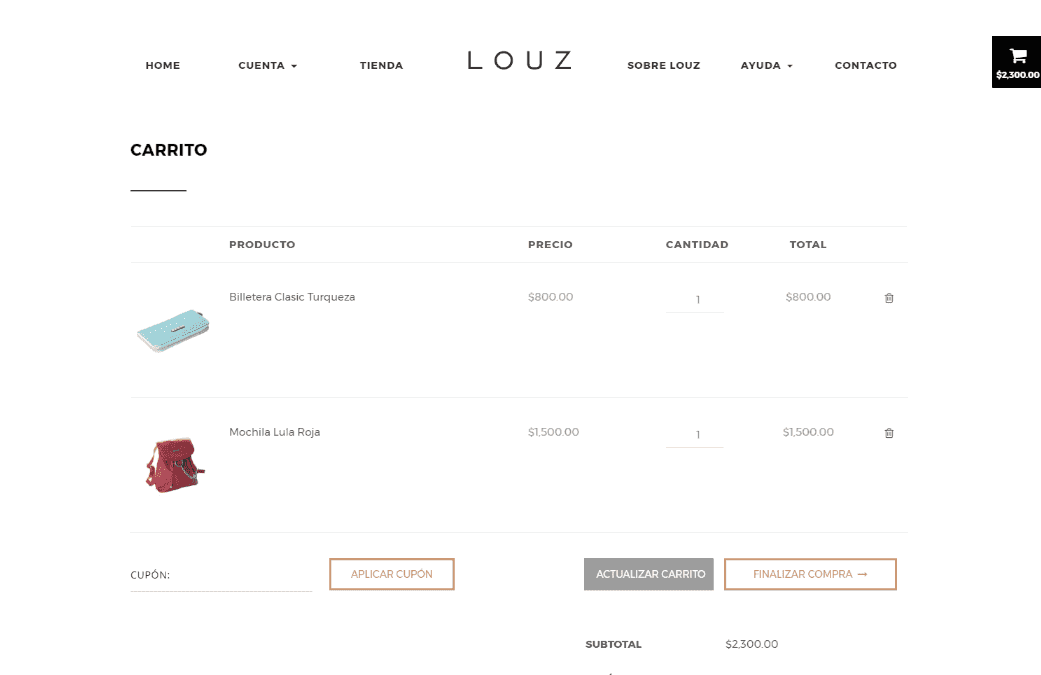 HOME CUENTA TIENDA LOUZ SOBRE LOUZ AYUDA CONTACTO
$2,300.00
CARRITO
PRODUCTO PRECIO CANTIDAD TOTAL
Billetera Clasic Turqueza $800.00 1 $800.00
Mochila Lula Roja $1,500.00 1 $1,500.00
CUPÓN: APLICAR CUPÓN ACTUALIZAR CARRITO FINALIZAR COMPRA →
SUBTOTAL $2,300.00